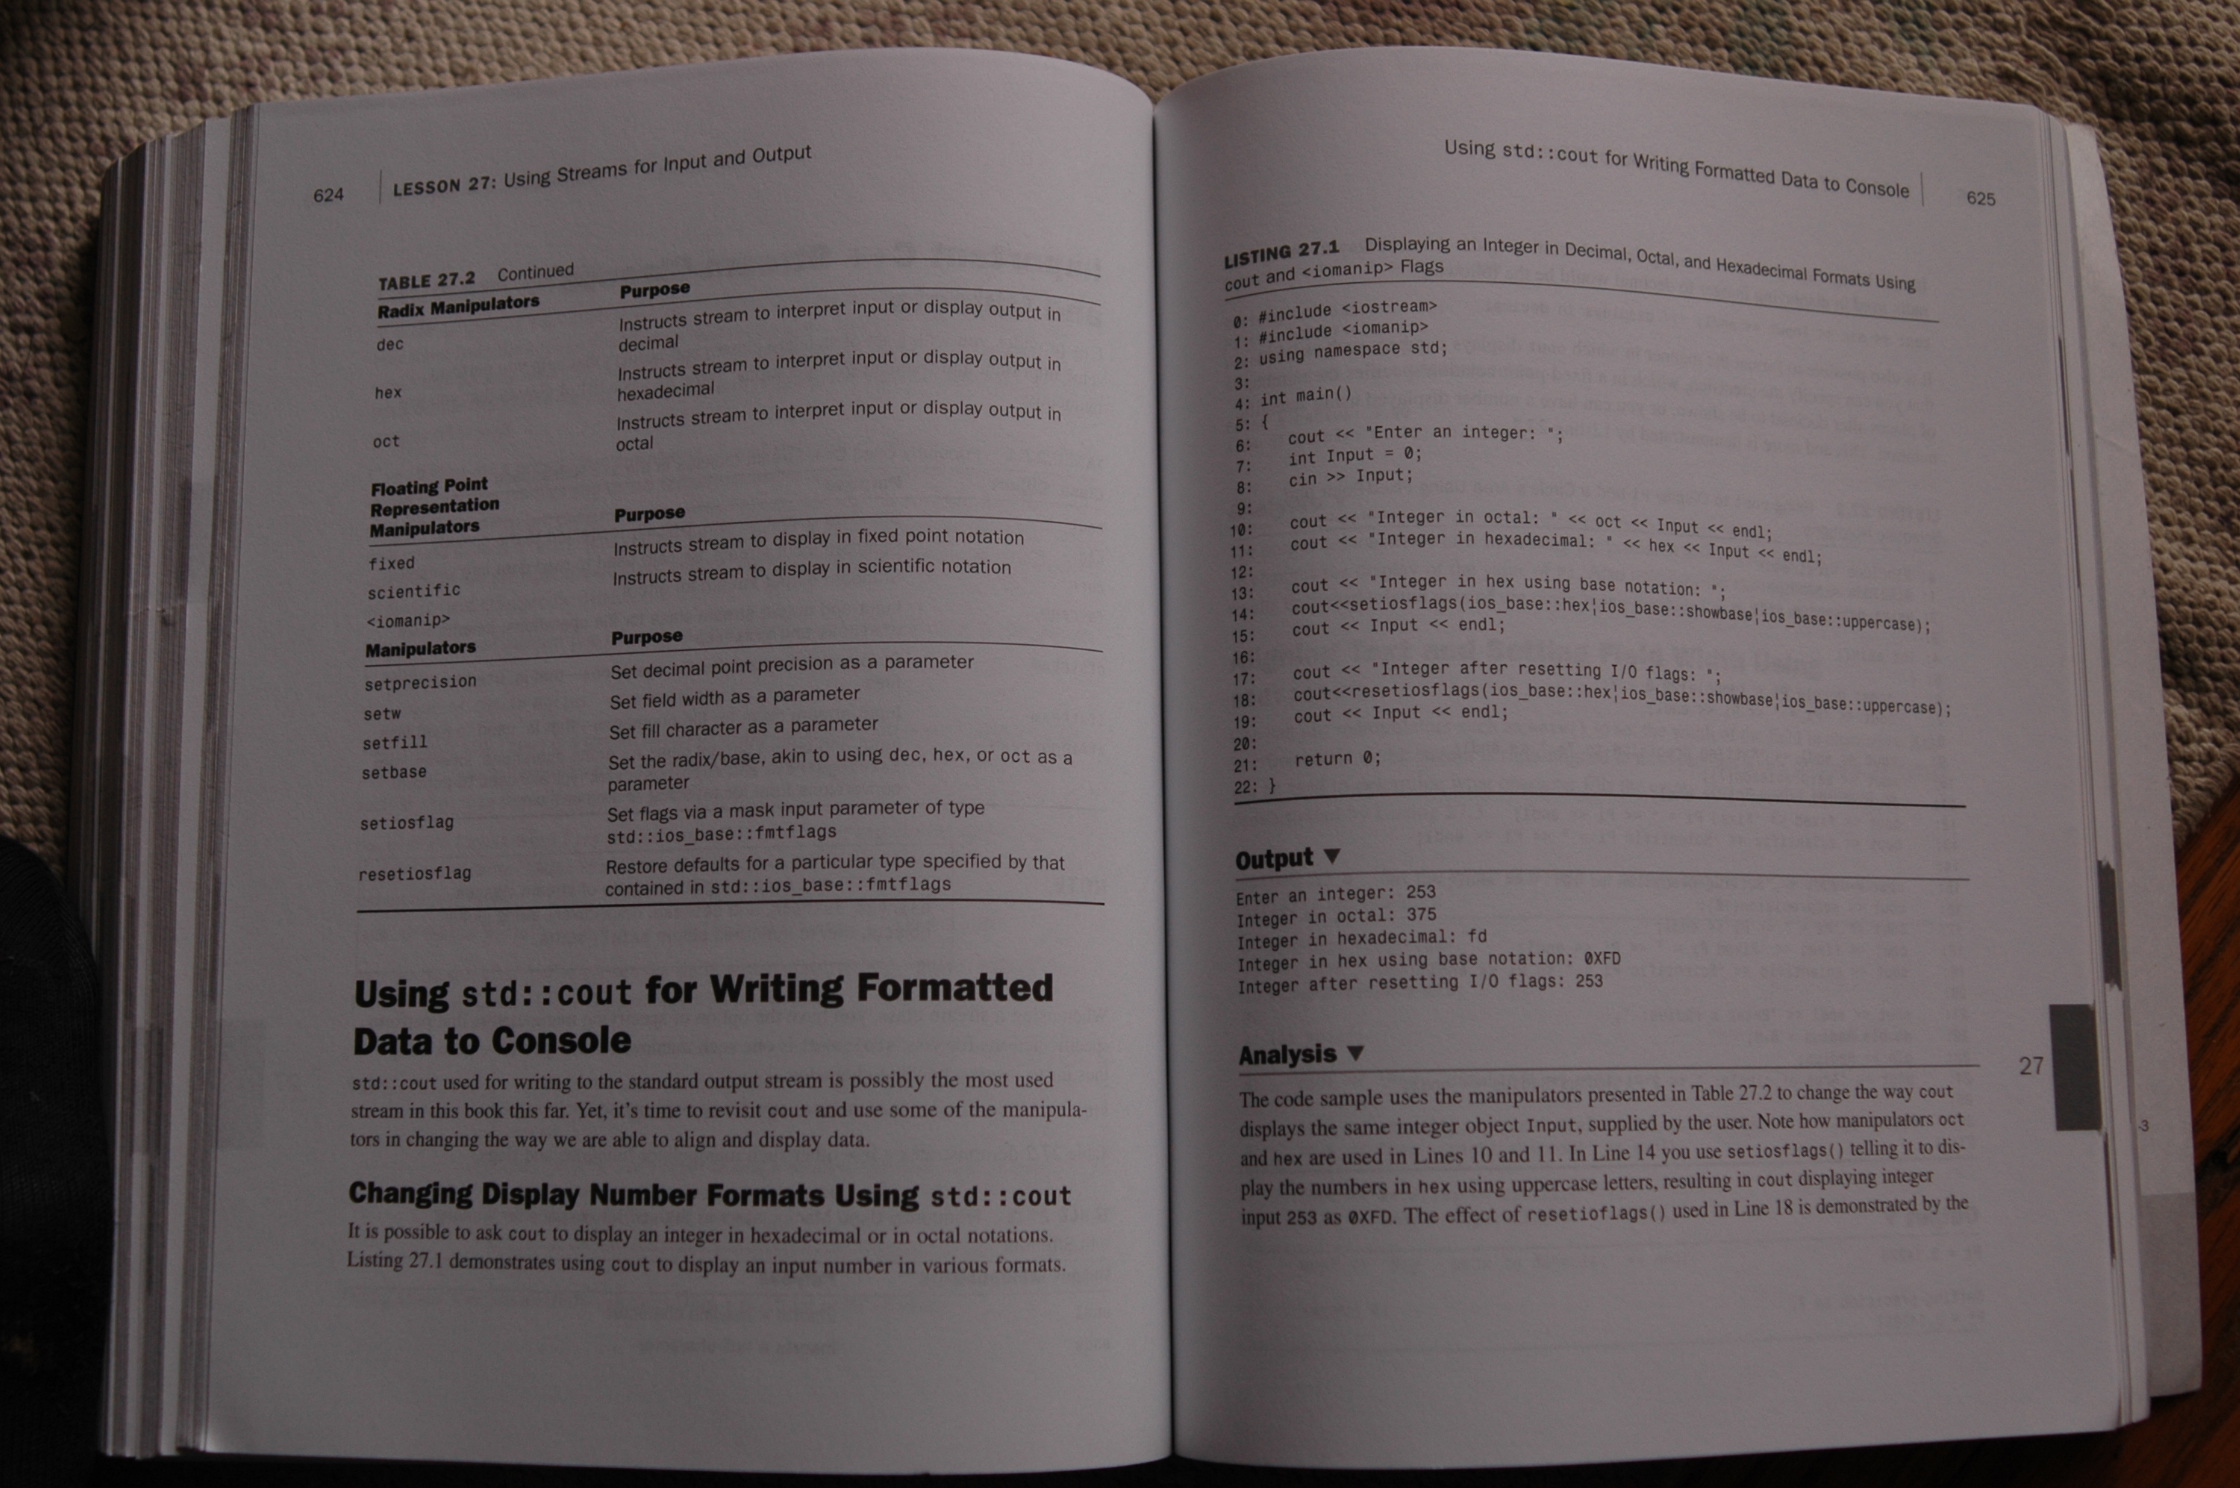 624 LESSON 27: Using Streams for Input and Output
TABLE 27.2 Continued
Radix Manipulators Purpose
dec Instructs stream to interpret input or display output in
decimal
hex Instructs stream to interpret input or display output in
hexadecimal
oct Instructs stream to interpret input or display output in
octal
Floating Point
Representation
Manipulators Purpose
fixed Instructs stream to display in fixed point notation
scientific Instructs stream to display in scientific notation
<iomanip>
Manipulators Purpose
setprecision Set decimal point precision as a parameter
setw Set field width as a parameter
setfill Set fill character as a parameter
setbase Set the radix/base, akin to using dec, hex, or oct as a
parameter
setiosflag Set flags via a mask input parameter of type
std::ios_base::fmtflags
resetiosflag Restore defaults for a particular type specified by that
contained in std::ios_base::fmtflags
Using std::cout for Writing Formatted
Data to Console
std::cout used for writing to the standard output stream is possibly the most used
stream in this book this far. Yet, it's time to revisit cout and use some of the manipula-
tors in changing the way we are able to align and display data.
Changing Display Number Formats Using std::cout
It is possible to ask cout to display an integer in hexadecimal or in octal notations.
Listing 27.1 demonstrates using cout to display an input number in various formats.
Using std::cout for Writing Formatted Data to Console 625
LISTING 27.1 Displaying an Integer in Decimal, Octal, and Hexadecimal Formats Using
cout and <iomanip> Flags
0: #include <iostream>
1: #include <iomanip>
2: using namespace std;
3:
4: int main()
5: {
6: cout << "Enter an integer: ";
7: int Input = 0;
8: cin >> Input;
9:
10: cout << "Integer in octal: " << oct << Input << endl;
11: cout << "Integer in hexadecimal: " << hex << Input << endl;
12:
13: cout << "Integer in hex using base notation: ";
14: cout<<setiosflags(ios_base::hex|ios_base::showbase|ios_base::uppercase);
15: cout << Input << endl;
16:
17: cout << "Integer after resetting I/O flags: ";
18: cout<<resetiosflags(ios_base::hex|ios_base::showbase|ios_base::uppercase);
19: cout << Input << endl;
20:
21: return 0;
22: }
Output ▼
Enter an integer: 253
Integer in octal: 375
Integer in hexadecimal: fd
Integer in hex using base notation: 0XFD
Integer after resetting I/O flags: 253
Analysis ▼
27
The code sample uses the manipulators presented in Table 27.2 to change the way cout
displays the same integer object Input, supplied by the user. Note how manipulators oct
and hex are used in Lines 10 and 11. In Line 14 you use setiosflags() telling it to dis-
play the numbers in hex using uppercase letters, resulting in cout displaying integer
input 253 as 0XFD. The effect of resetioflags() used in Line 18 is demonstrated by the